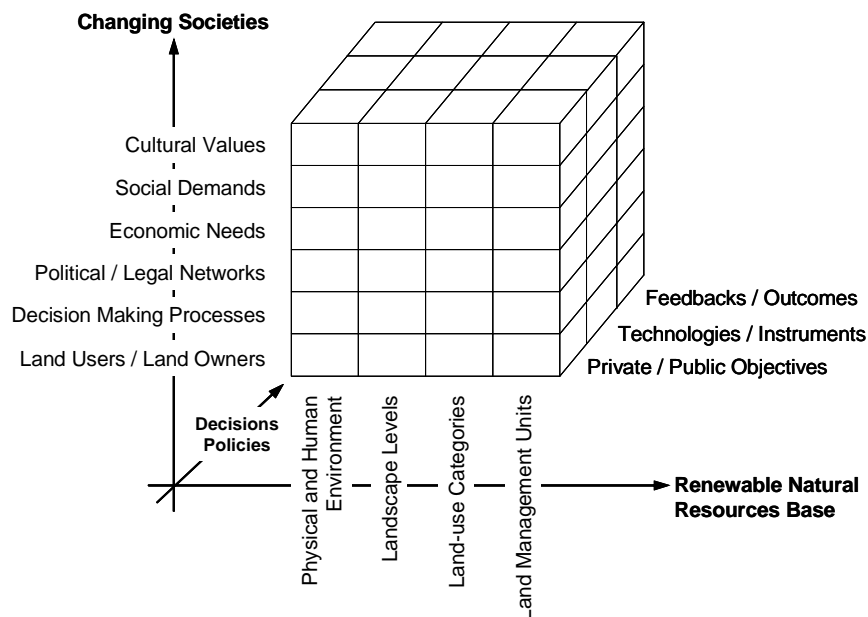 Changing Societies
Cultural Values
Social Demands
Economic Needs
Political / Legal Networks
Decision Making Processes
Land Users / Land Owners
Feedbacks / Outcomes
Technologies / Instruments
Private / Public Objectives
Decisions
Policies
Physical and Human
Environment
Landscape Levels
Land-use Categories
Land Management Units
Renewable Natural
Resources Base